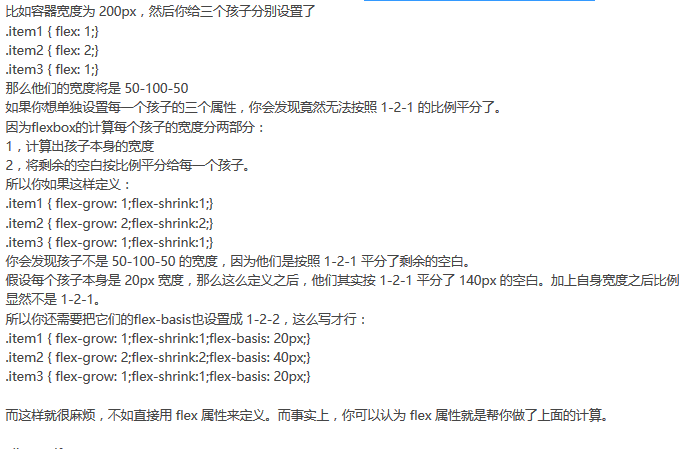 比如容器宽度为 200px，然后你给三个孩子分别设置了
.item1 { flex: 1;}
.item2 { flex: 2;}
.item3 { flex: 1;}
那么他们的宽度将是 50-100-50
如果你想单独设置每一个孩子的三个属性，你会发现竟然无法按照 1-2-1 的比例平分了。
因为flexbox的计算每个孩子的宽度分两部分：
1，计算出孩子本身的宽度
2，将剩余的空白按比例平分给每一个孩子。
所以你如果这样定义：
.item1 { flex-grow: 1;flex-shrink:1;}
.item2 { flex-grow: 2;flex-shrink:2;}
.item3 { flex-grow: 1;flex-shrink:1;}
你会发现孩子不是 50-100-50 的宽度，因为他们是按照 1-2-1 平分了剩余的空白。
假设每个孩子本身是 20px 宽度，那么这么定义之后，他们其实按 1-2-1 平分了 140px 的空白。加上自身宽度之后比例
显然不是 1-2-1。
所以你还需要把它们的flex-basis也设置成 1-2-2，这么写才行：
.item1 { flex-grow: 1;flex-shrink:1;flex-basis: 20px;}
.item2 { flex-grow: 2;flex-shrink:2;flex-basis: 40px;}
.item3 { flex-grow: 1;flex-shrink:1;flex-basis: 20px;}
而这样就很麻烦，不如直接用 flex 属性来定义。而事实上，你可以认为 flex 属性就是帮你做了上面的计算。